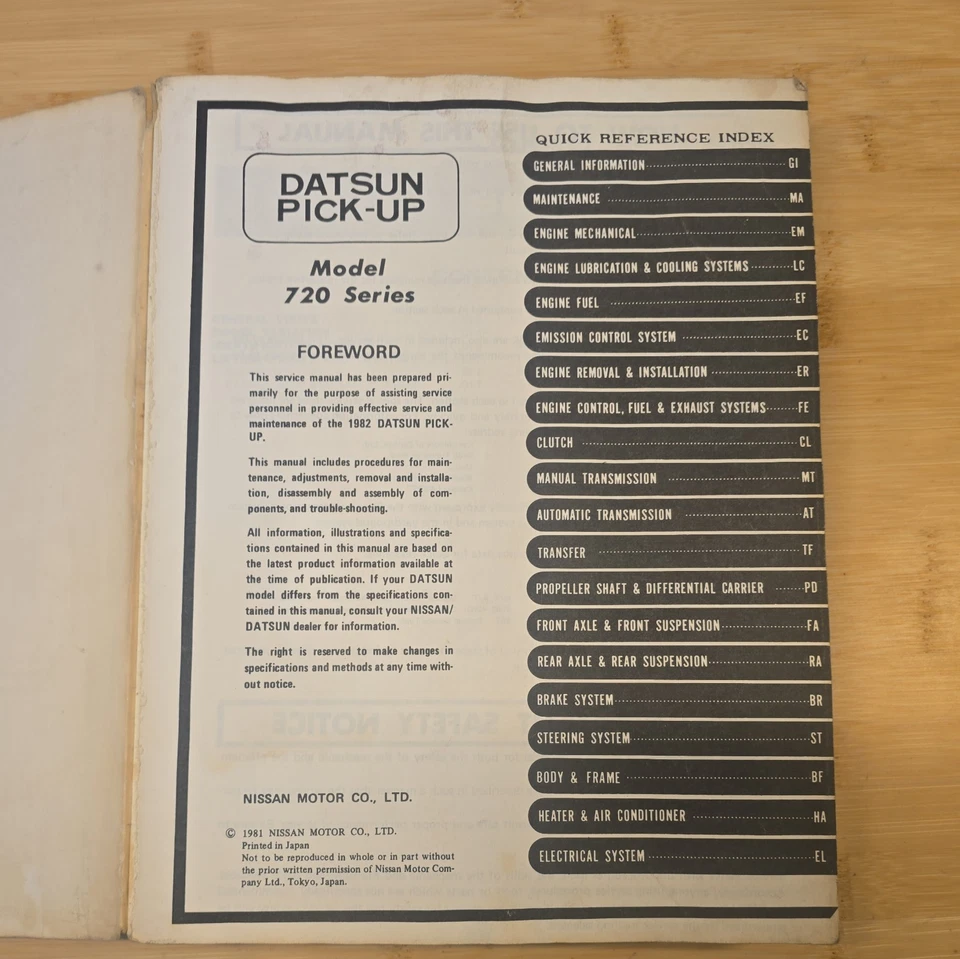 DATSUN
PICK-UP
Model
720 Series
FOREWORD
This service manual has been prepared pri-
marily for the purpose of assisting service
personnel in providing effective service and
maintenance of the 1982 DATSUN PICK-
UP.
This manual includes procedures for main-
tenance, adjustments, removal and installa-
tion, disassembly and assembly of com-
ponents, and trouble-shooting.
All information, illustrations and specifica-
tions contained in this manual are based on
the latest product information available at
the time of publication. If your DATSUN
model differs from the specifications con-
tained in this manual, consult your NISSAN/
DATSUN dealer for information.
The right is reserved to make changes in
specifications and methods at any time with-
out notice.
NISSAN MOTOR CO., LTD.
© 1981 NISSAN MOTOR CO., LTD.
Printed in Japan
Not to be reproduced in whole or in part without
the prior written permission of Nissan Motor Com-
pany Ltd., Tokyo, Japan.
QUICK REFERENCE INDEX
GENERAL INFORMATION GI
MAINTENANCE MA
ENGINE MECHANICAL EM
ENGINE LUBRICATION & COOLING SYSTEMS LC
ENGINE FUEL EF
EMISSION CONTROL SYSTEM EC
ENGINE REMOVAL & INSTALLATION ER
ENGINE CONTROL, FUEL & EXHAUST SYSTEMS FE
CLUTCH CL
MANUAL TRANSMISSION MT
AUTOMATIC TRANSMISSION AT
TRANSFER TF
PROPELLER SHAFT & DIFFERENTIAL CARRIER PD
FRONT AXLE & FRONT SUSPENSION FA
REAR AXLE & REAR SUSPENSION RA
BRAKE SYSTEM BR
STEERING SYSTEM ST
BODY & FRAME BF
HEATER & AIR CONDITIONER HA
ELECTRICAL SYSTEM EL